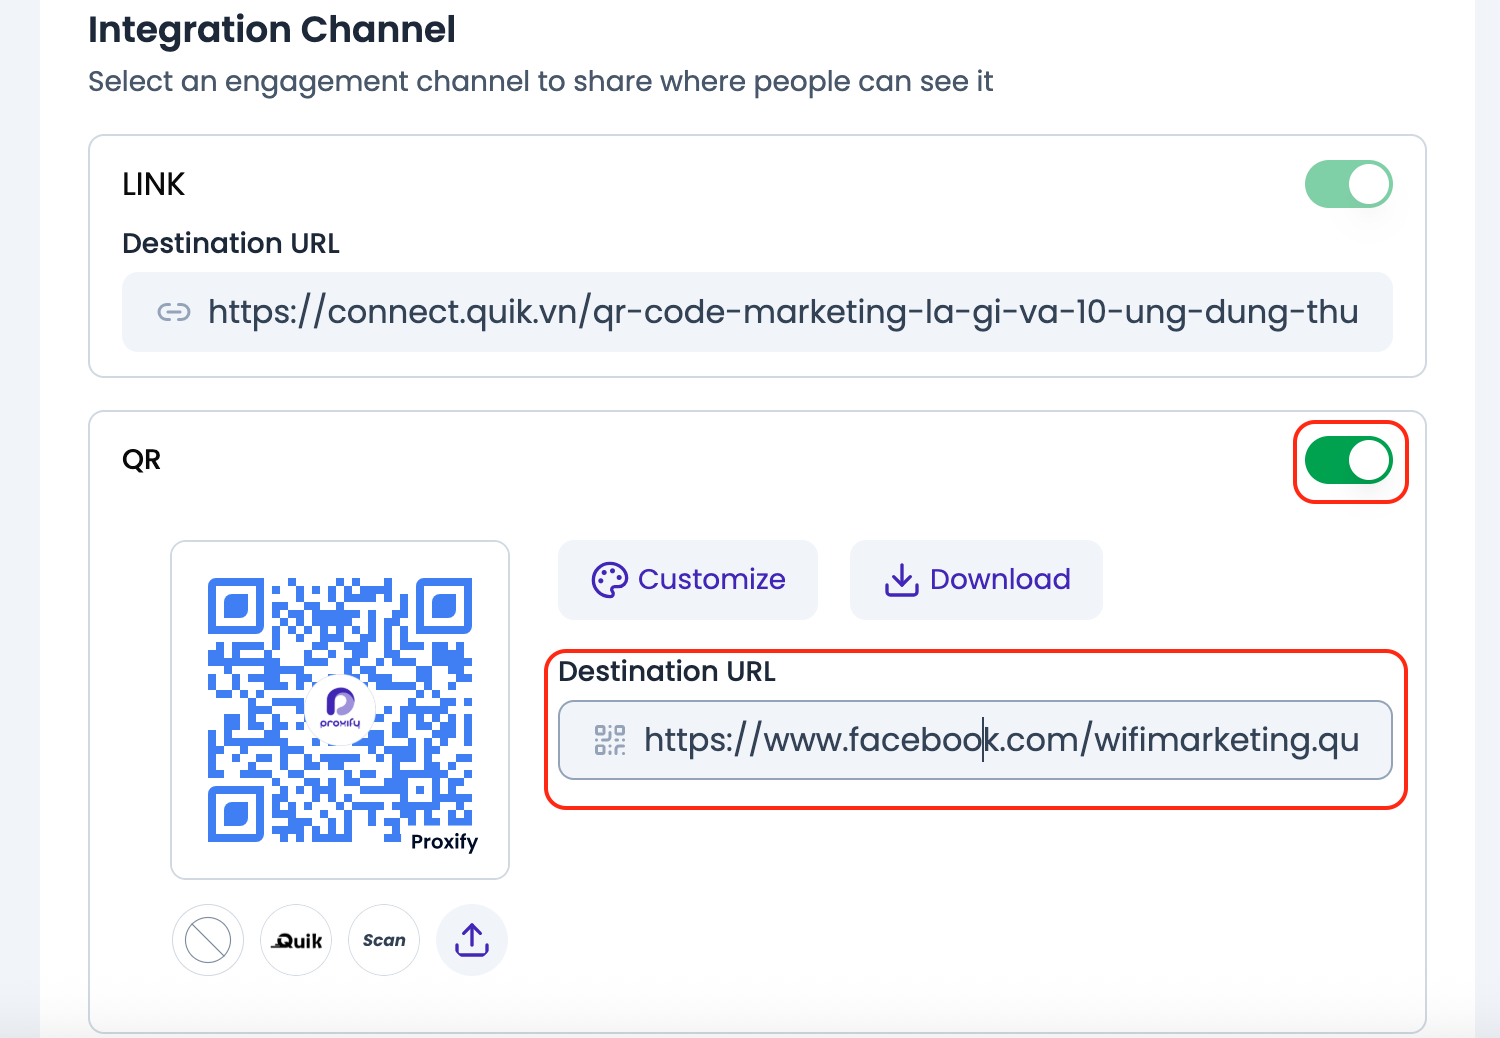 Integration Channel
Select an engagement channel to share where people can see it
LINK
Destination URL
https://connect.quik.vn/qr-code-marketing-la-gi-va-10-ung-dung-thu
QR
Customize
Download
Destination URL
https://www.facebook.com/wifimarketing.qu
proxify
Proxify
Quik
Scan